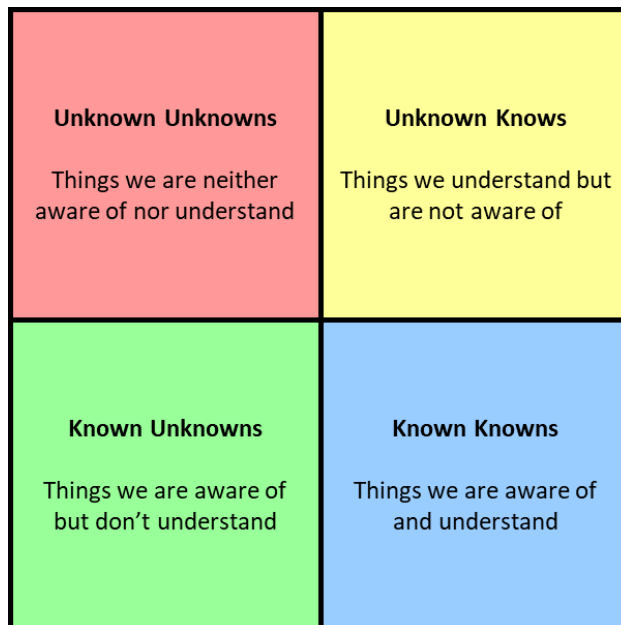 Unknown Unknowns
Things we are neither
aware of nor understand
Unknown Knows
Things we understand but
are not aware of
Known Unknowns
Things we are aware of
but don’t understand
Known Knowns
Things we are aware of
and understand